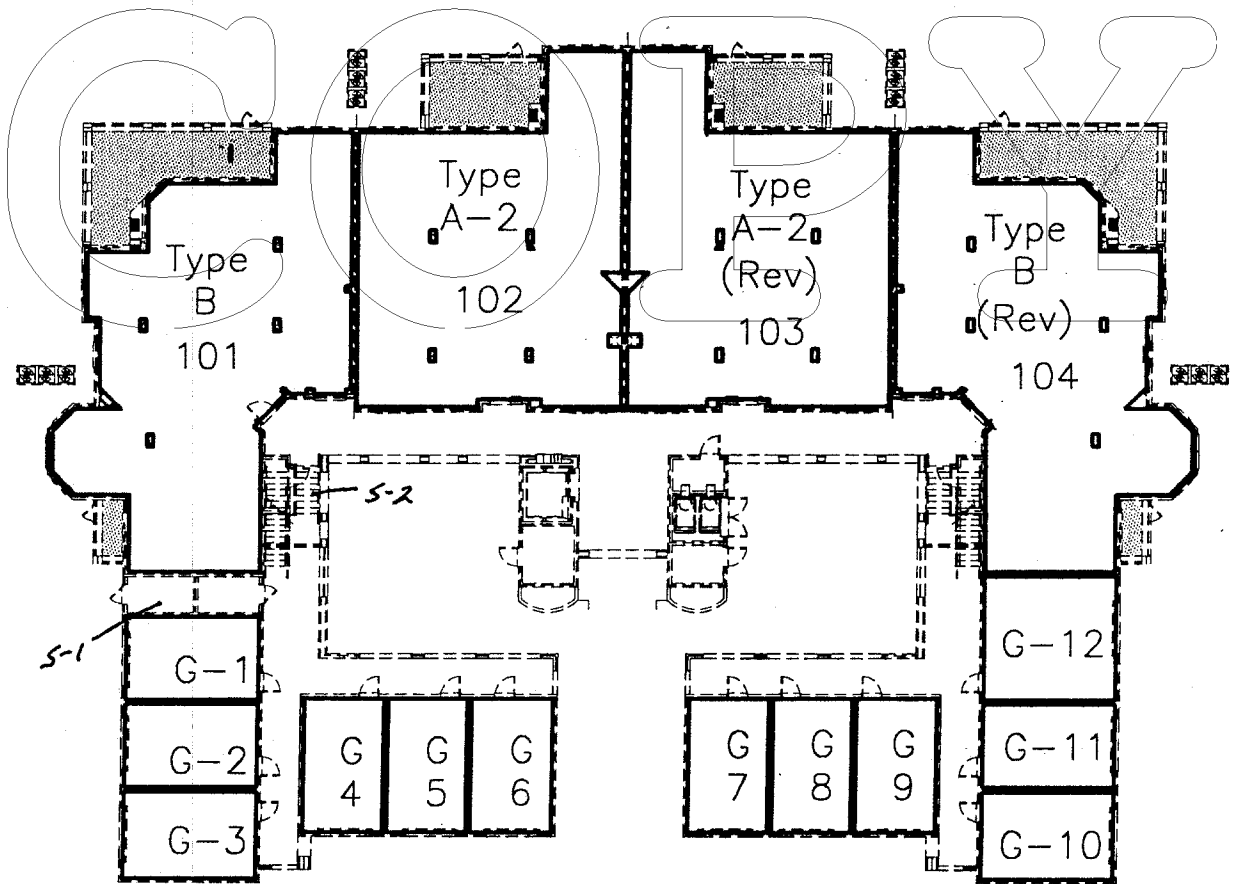 COPY
Type
A-2
102
Type
A-2
(Rev)
103
Type
B
101
Type
B
(Rev)
104
S-2
S-1
G-1
G-12
G-2
G
4
G
5
G
6
G
7
G
8
G
9
G-11
G-3
G-10